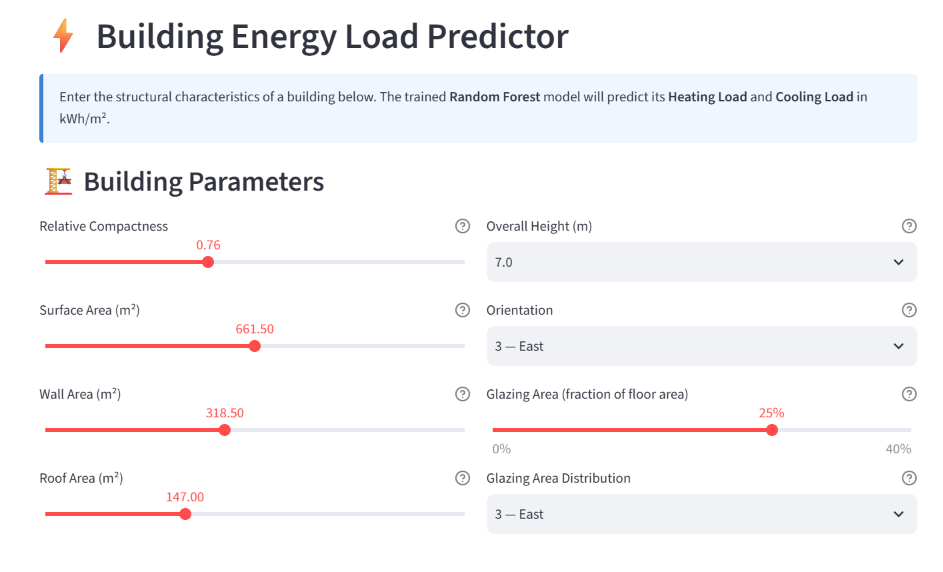 Building Energy Load Predictor
Enter the structural characteristics of a building below. The trained Random Forest model will predict its Heating Load and Cooling Load in
kWh/m².
Building Parameters
Relative Compactness
0.76
Surface Area (m²)
661.50
Wall Area (m²)
318.50
Roof Area (m²)
147.00
Overall Height (m)
7.0
Orientation
3 — East
Glazing Area (fraction of floor area)
25%
0% 40%
Glazing Area Distribution
3 — East